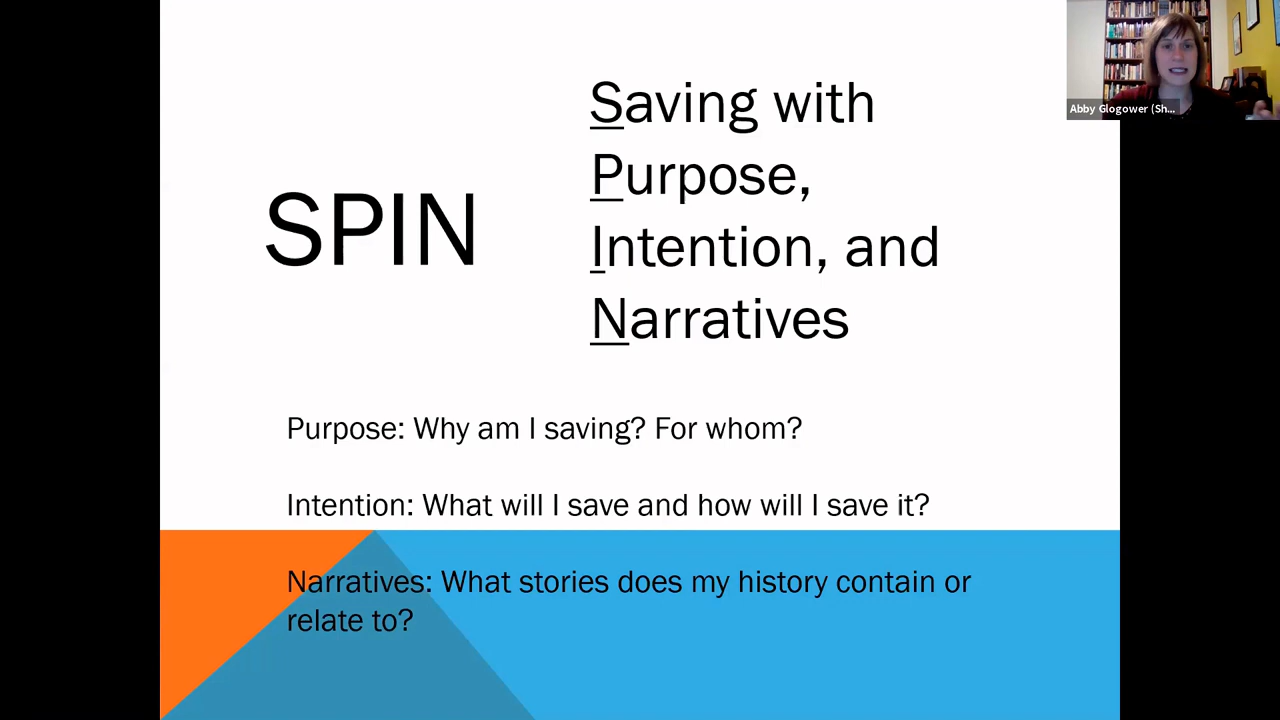 SPIN
Saving with
Purpose,
Intention, and
Narratives
Purpose: Why am I saving? For whom?
Intention: What will I save and how will I save it?
Narratives: What stories does my history contain or
relate to?
Abby Glogower (Sh...